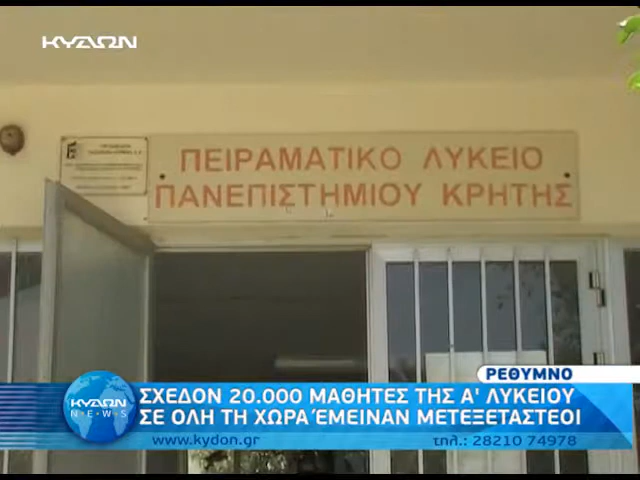 ΚΥΔΩΝ
ΠΕΙΡΑΜΑΤΙΚΟ ΛΥΚΕΙΟ
ΠΑΝΕΠΙΣΤΗΜΙΟΥ ΚΡΗΤΗΣ
ΡΕΘΥΜΝΟ
ΚΥΔΩΝ
NEWS
ΣΧΕΔΟΝ 20.000 ΜΑΘΗΤΕΣ ΤΗΣ Α' ΛΥΚΕΙΟΥ
ΣΕ ΟΛΗ ΤΗ ΧΩΡΑ ΈΜΕΙΝΑΝ ΜΕΤΕΞΕΤΑΣΤΕΟΙ
www.kydon.gr
τηλ.: 28210 74978